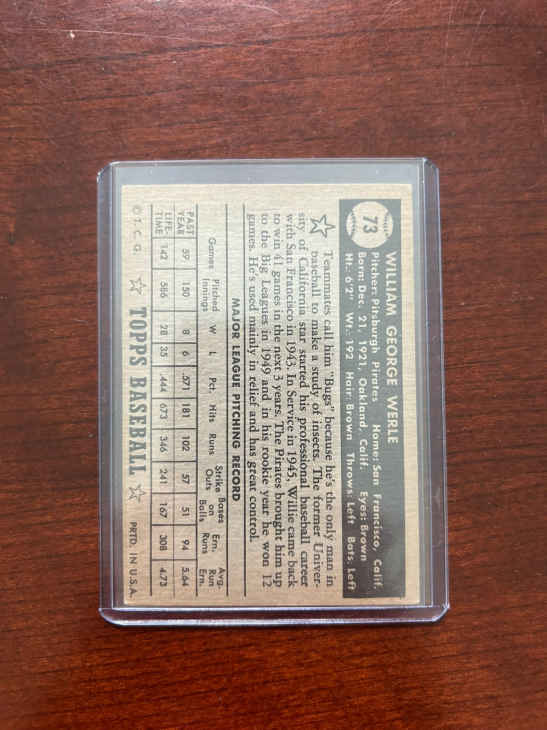 73
WILLIAM GEORGE WERLE
Pitcher: Pitsburgh Pirates Home: San Francisco, Calif.
Born: Dec. 21, 1921, Oakland, Calif. Eyes: Brown
Ht.: 6'2" Wt: 192 Hair: Brown Throws: Left Bats: Left
Teammates call him "Bugs" because he's the only man in
baseball to make a study of insects. The former Univer-
sity of California star started his professional baseball career
with San Francisco in 1943. In Service in 1945, Willie came back
to win 41 games in the next 3 years. The Pirates brought him up
to the Big Leagues in 1949 and in his rookie year he won 12
games. He's used mainly in relief and has great control.
MAJOR LEAGUE PITCHING RECORD
Games Pitched Innings W L Pct Hits Runs Strike Outs Bases on Balls Ern. Runs Avg. Ern. Run
PAST YEAR 59 150 8 6 .571 181 102 57 51 94 5.64
LIFE- TIME 142 586 28 35 .444 673 346 241 167 308 4.73
© T. C. G. TOPPS BASEBALL PRTD. IN U.S.A.